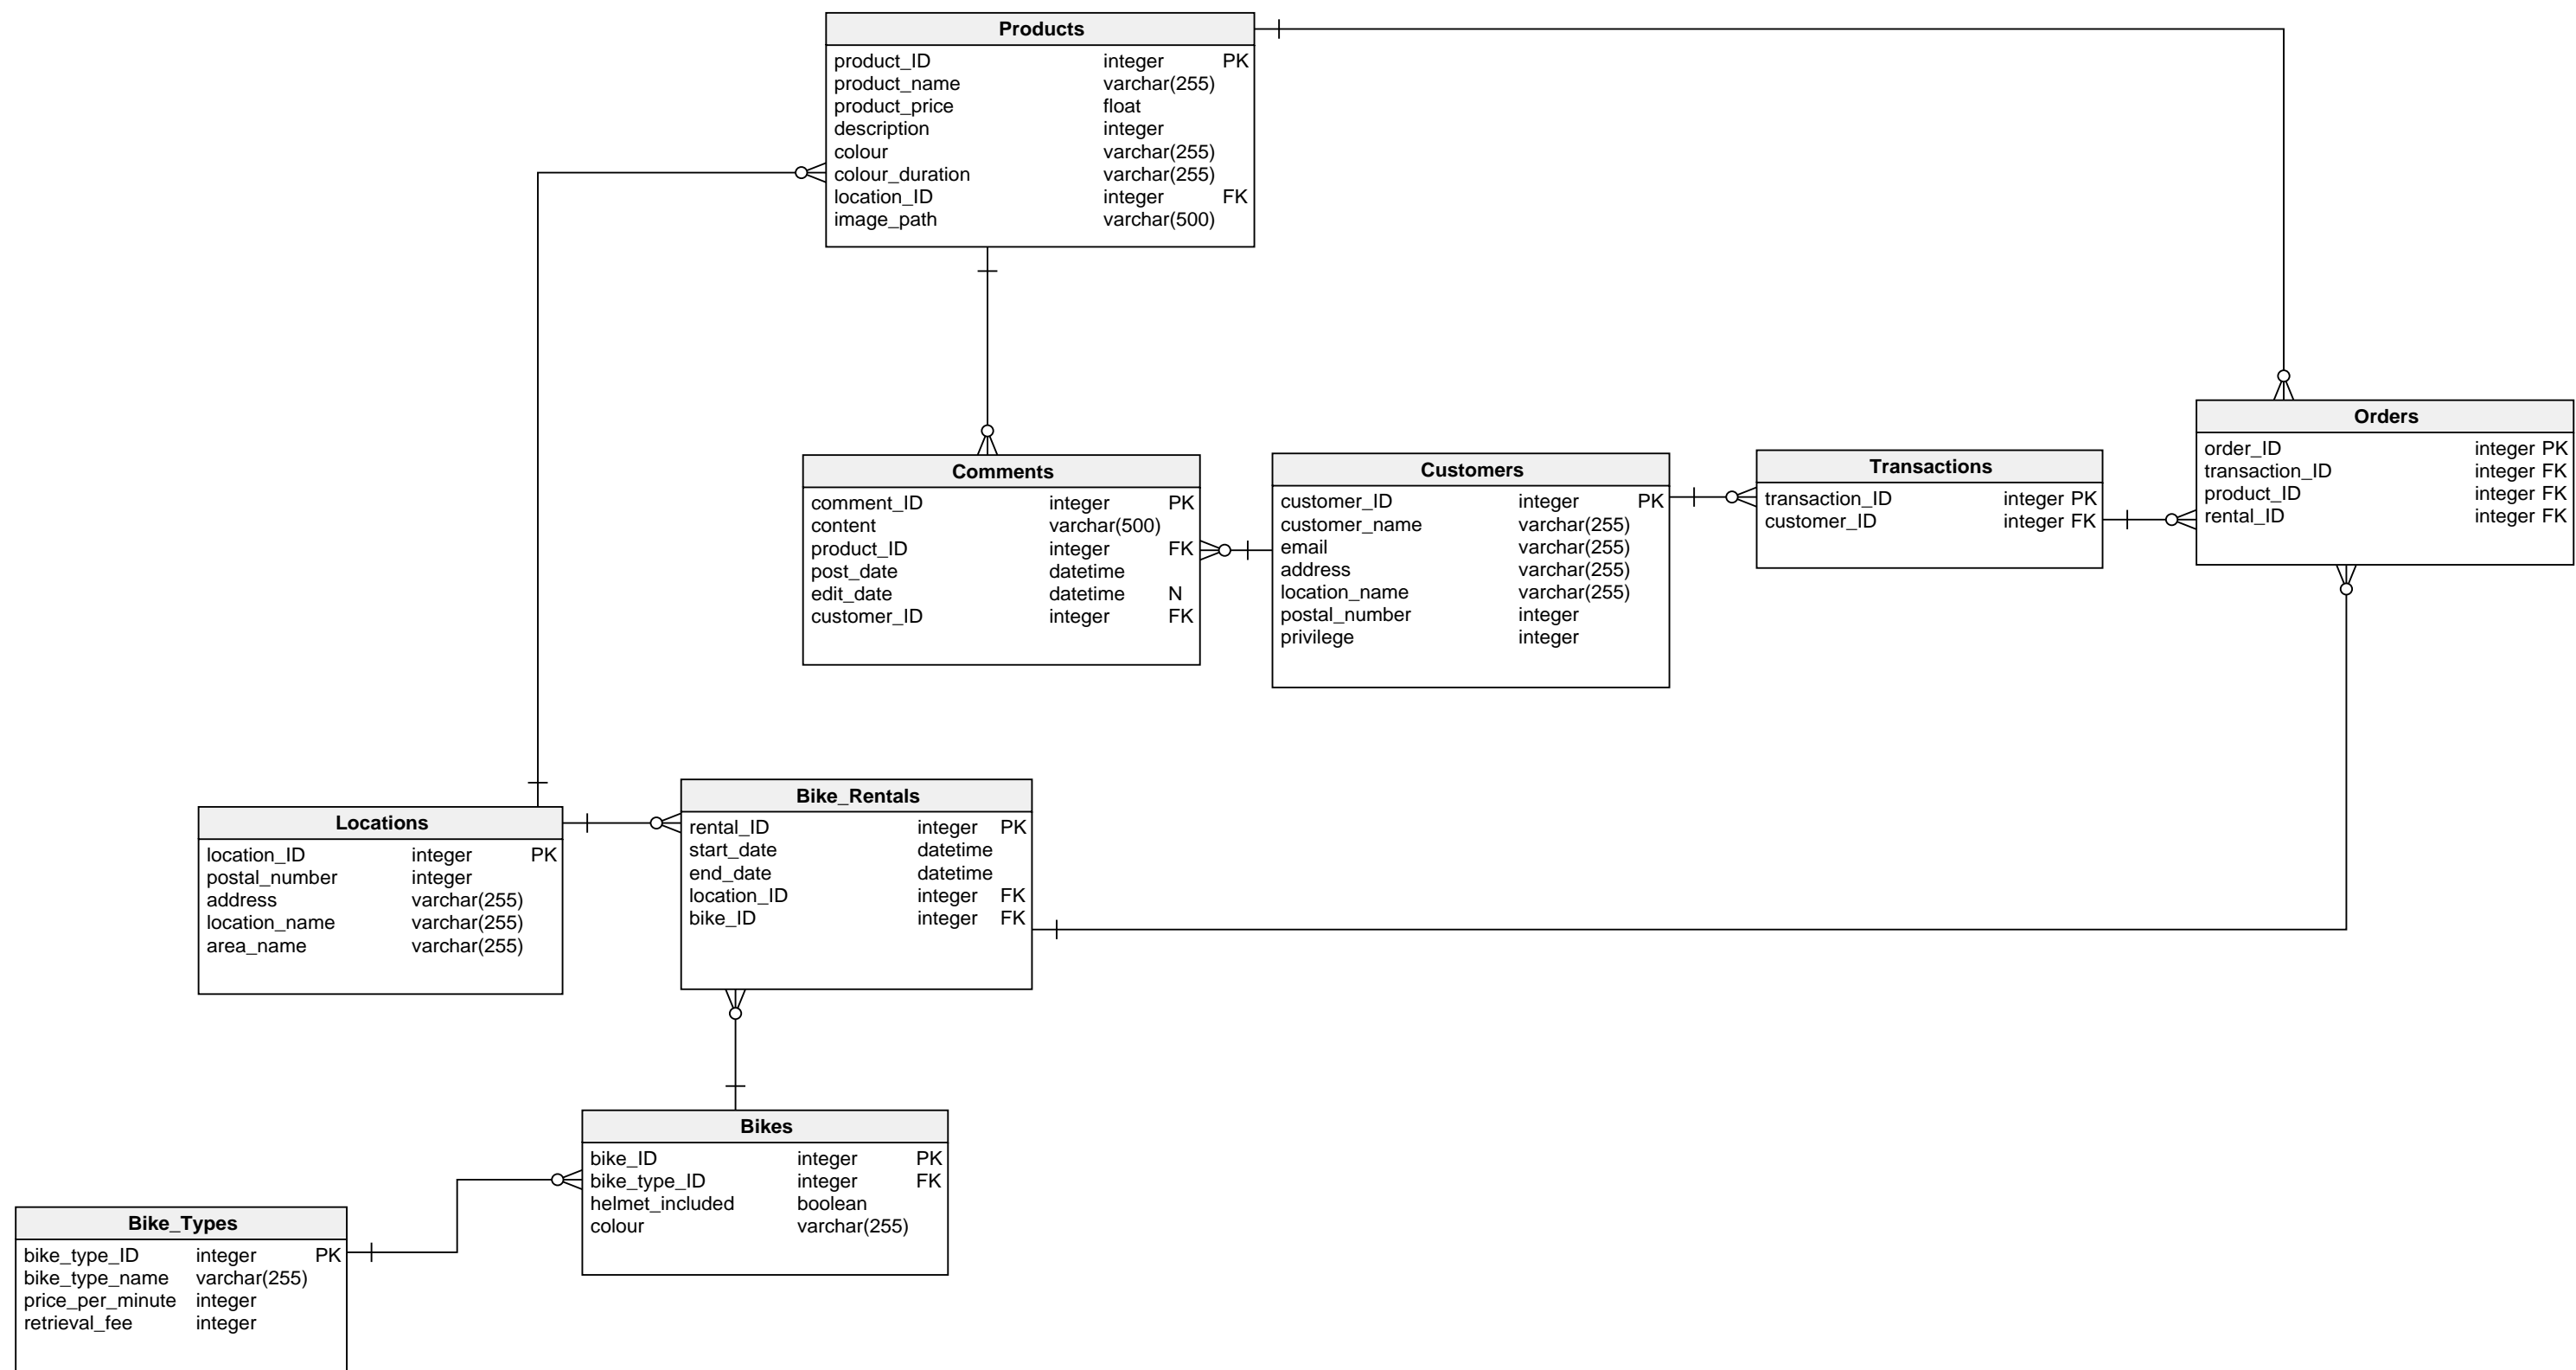 Products
product_ID integer PK
product_name varchar(255)
product_price float
description integer
colour varchar(255)
colour_duration varchar(255)
location_ID integer FK
image_path varchar(500)
Comments
comment_ID integer PK
content varchar(500)
product_ID integer FK
post_date datetime
edit_date datetime N
customer_ID integer FK
Customers
customer_ID integer PK
customer_name varchar(255)
email varchar(255)
address varchar(255)
location_name varchar(255)
postal_number integer
privilege integer
Transactions
transaction_ID integer PK
customer_ID integer FK
Orders
order_ID integer PK
transaction_ID integer FK
product_ID integer FK
rental_ID integer FK
Locations
location_ID integer PK
postal_number integer
address varchar(255)
location_name varchar(255)
area_name varchar(255)
Bike_Rentals
rental_ID integer PK
start_date datetime
end_date datetime
location_ID integer FK
bike_ID integer FK
Bikes
bike_ID integer PK
bike_type_ID integer FK
helmet_included boolean
colour varchar(255)
Bike_Types
bike_type_ID integer PK
bike_type_name varchar(255)
price_per_minute integer
retrieval_fee integer